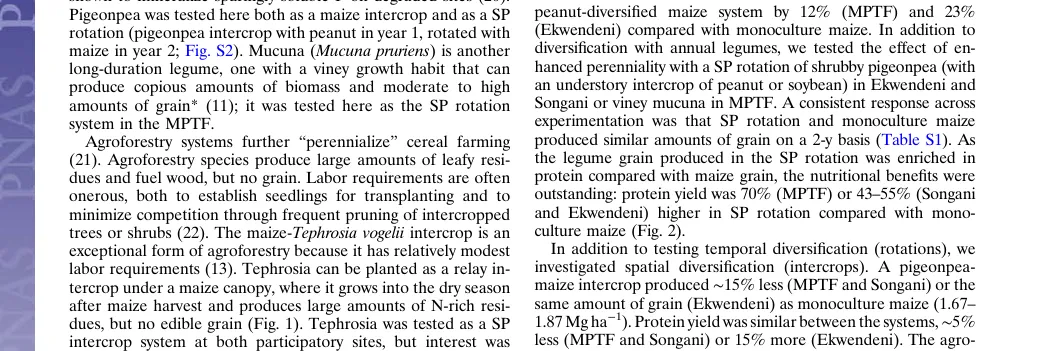 Pigeonpea was tested here both as a maize intercrop and as a SP
rotation (pigeonpea intercrop with peanut in year 1, rotated with
maize in year 2; Fig. S2). Mucuna (Mucuna pruriens) is another
long-duration legume, one with a viney growth habit that can
produce copious amounts of biomass and moderate to high
amounts of grain* (11); it was tested here as the SP rotation
system in the MPTF.
Agroforestry systems further “perennialize” cereal farming
(21). Agroforestry species produce large amounts of leafy resi-
dues and fuel wood, but no grain. Labor requirements are often
onerous, both to establish seedlings for transplanting and to
minimize competition through frequent pruning of intercropped
trees or shrubs (22). The maize-Tephrosia vogelii intercrop is an
exceptional form of agroforestry because it has relatively modest
labor requirements (13). Tephrosia can be planted as a relay in-
tercrop under a maize canopy, where it grows into the dry season
after maize harvest and produces large amounts of N-rich resi-
dues, but no edible grain (Fig. 1). Tephrosia was tested as a SP
intercrop system at both participatory sites, but interest was
peanut-diversified maize system by 12% (MPTF) and 23%
(Ekwendeni) compared with monoculture maize. In addition to
diversification with annual legumes, we tested the effect of en-
hanced perenniality with a SP rotation of shrubby pigeonpea (with
an understory intercrop of peanut or soybean) in Ekwendeni and
Songani or viney mucuna in MPTF. A consistent response across
experimentation was that SP rotation and monoculture maize
produced similar amounts of grain on a 2-y basis (Table S1). As
the legume grain produced in the SP rotation was enriched in
protein compared with maize grain, the nutritional benefits were
outstanding: protein yield was 70% (MPTF) or 43–55% (Songani
and Ekwendeni) higher in SP rotation compared with mono-
culture maize (Fig. 2).
In addition to testing temporal diversification (rotations), we
investigated spatial diversification (intercrops). A pigeonpea-
maize intercrop produced ~15% less (MPTF and Songani) or the
same amount of grain (Ekwendeni) as monoculture maize (1.67–
1.87 Mg ha⁻¹). Protein yield was similar between the systems, ~5%
less (MPTF and Songani) or 15% more (Ekwendeni). The agro-
PNAS